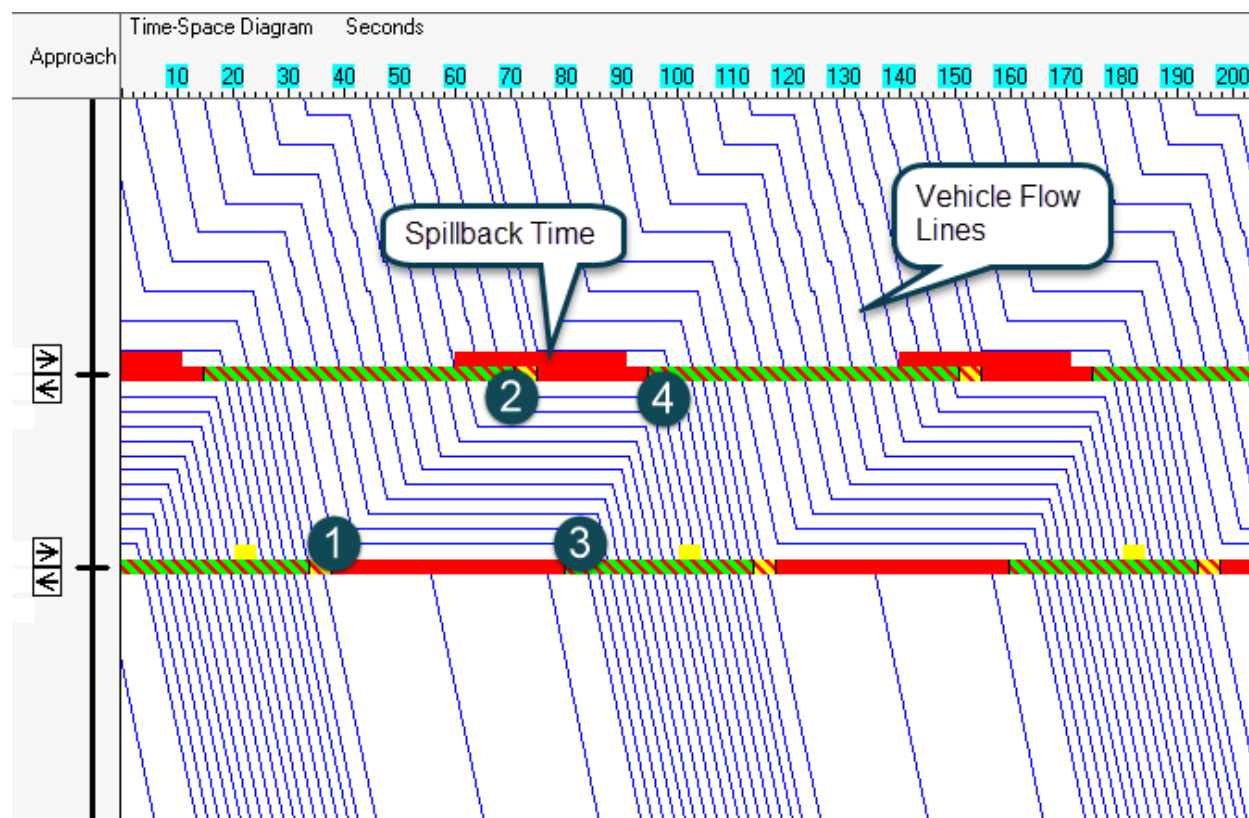 Time-Space Diagram Seconds
Approach
10 20 30 40 50 60 70 80 90 100 110 120 130 140 150 160 170 180 190 200
Vehicle Flow
Lines
Spillback Time
2
4
1
3